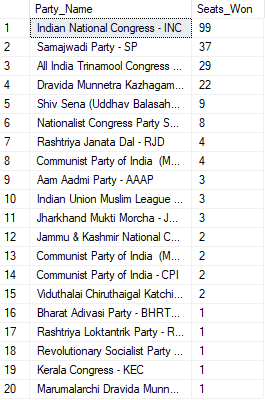 Party_Name Seats_Won
1 Indian National Congress - INC 99
2 Samajwadi Party - SP 37
3 All India Trinamool Congress ... 29
4 Dravida Munnetra Kazhagam... 22
5 Shiv Sena (Uddhav Balasah... 9
6 Nationalist Congress Party S... 8
7 Rashtriya Janata Dal - RJD 4
8 Communist Party of India (M... 4
9 Aam Aadmi Party - AAAP 3
10 Indian Union Muslim League ... 3
11 Jharkhand Mukti Morcha - J... 3
12 Jammu & Kashmir National C... 2
13 Communist Party of India (M... 2
14 Communist Party of India - CPI 2
15 Viduthalai Chiruthaigal Katchi... 2
16 Bharat Adivasi Party - BHRT... 1
17 Rashtriya Loktantrik Party - R... 1
18 Revolutionary Socialist Party ... 1
19 Kerala Congress - KEC 1
20 Marumalarchi Dravida Munn... 1